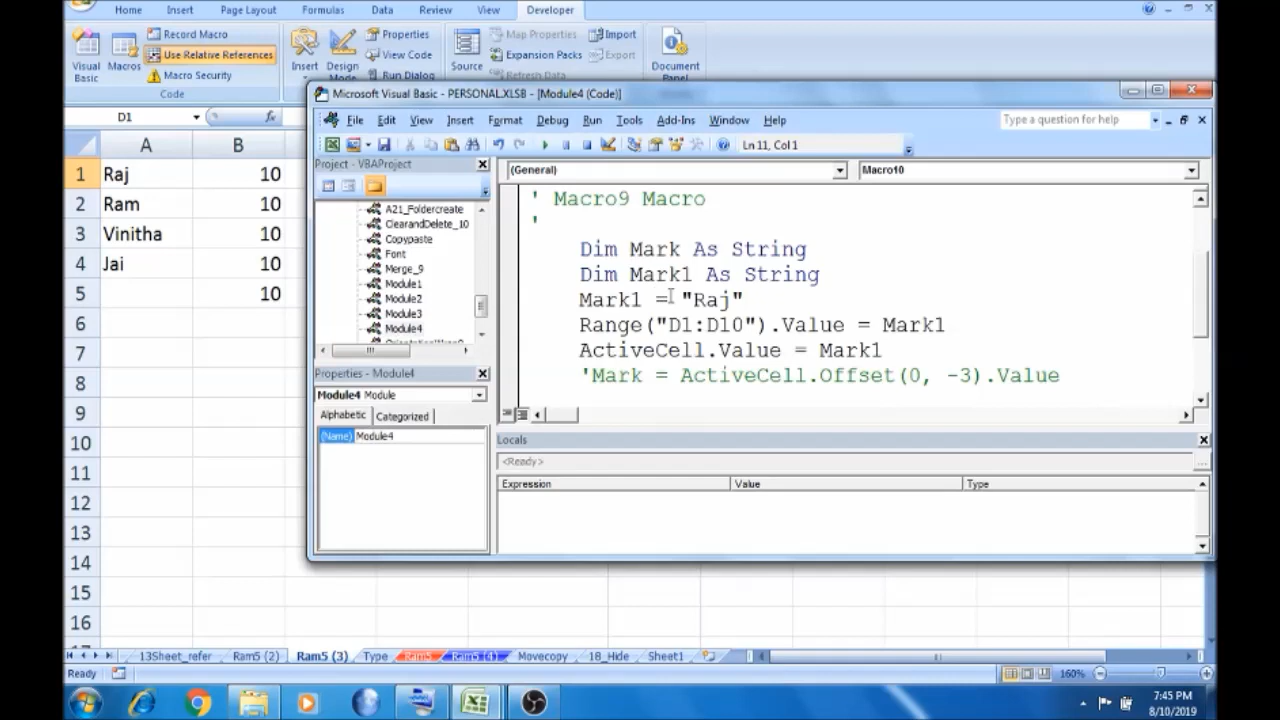 Home Insert Page Layout Formulas Data Review View Developer
Visual Basic
Macros
Record Macro
Use Relative References
Macro Security
Code
Insert
Design Mode
Properties
View Code
Run Dialog
Source
Map Properties
Expansion Packs
Refresh Data
Import
Export
Document Panel
D1
fx
A B
1 Raj 10
2 Ram 10
3 Vinitha 10
4 Jai 10
5 10
6
7
8
9
10
11
12
13
14
15
16
Microsoft Visual Basic - PERSONAL.XLSB - [Module4 (Code)]
File Edit View Insert Format Debug Run Tools Add-Ins Window Help
Type a question for help
Ln 11, Col 1
Project - VBAProject
A21_Foldercreate
ClearandDelete_10
Copypaste
Font
Merge_9
Module1
Module2
Module3
Module4
Properties - Module4
Module4 Module
Alphabetic Categorized
(Name) Module4
(General) Macro10
' Macro9 Macro
'
Dim Mark As String
Dim Mark1 As String
Mark1 = "Raj"
Range("D1:D10").Value = Mark1
ActiveCell.Value = Mark1
'Mark = ActiveCell.Offset(0, -3).Value
Locals
<Ready>
Expression Value Type
13Sheet_refer Ram5 (2) Ram5 (3) Type Ram5 Ram5 (4) Movecopy 18_Hide Sheet1
Ready
160%
7:45 PM
8/10/2019